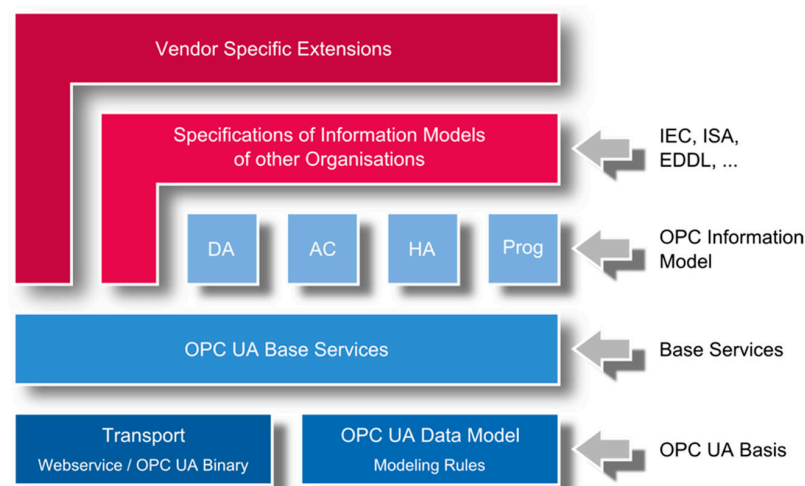 Vendor Specific Extensions
Specifications of Information Models
of other Organisations
IEC, ISA,
EDDL, ...
DA
AC
HA
Prog
OPC Information
Model
OPC UA Base Services
Base Services
Transport
Webservice / OPC UA Binary
OPC UA Data Model
Modeling Rules
OPC UA Basis